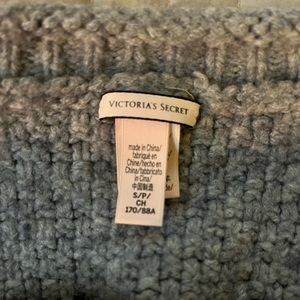 VICTORIA'S SECRET
made in China/
fabriqué en
Chine/hecho en
China/fabbricato
in Cina/
中国制造
S/P/
CH
170/88A